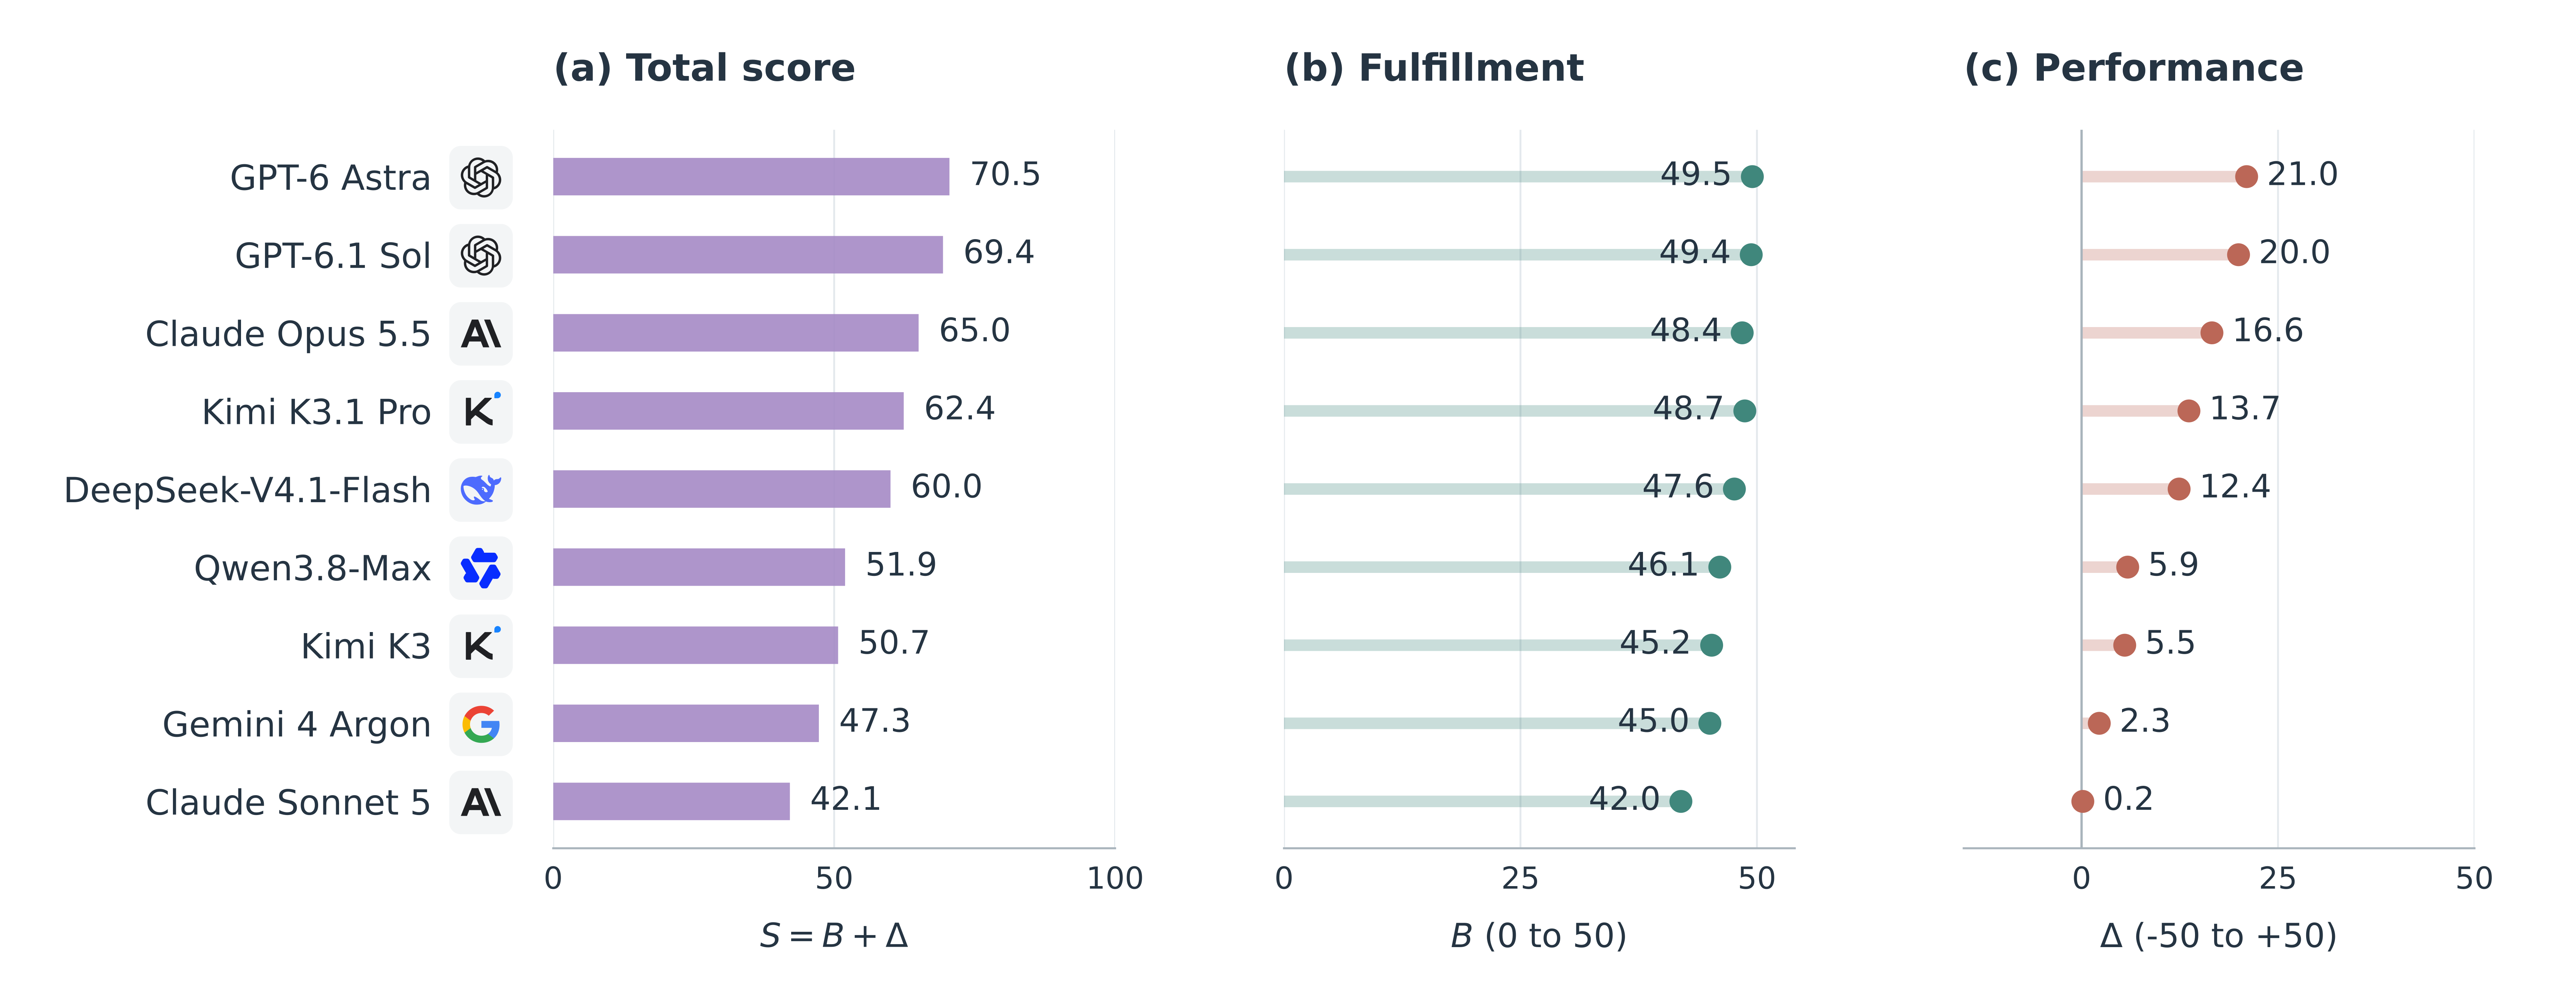 (a) Total score
(b) Fulfillment
(c) Performance
GPT-6 Astra 70.5 49.5 21.0
GPT-6.1 Sol 69.4 49.4 20.0
Claude Opus 5.5 65.0 48.4 16.6
Kimi K3.1 Pro 62.4 48.7 13.7
DeepSeek-V4.1-Flash 60.0 47.6 12.4
Qwen3.8-Max 51.9 46.1 5.9
Kimi K3 50.7 45.2 5.5
Gemini 4 Argon 47.3 45.0 2.3
Claude Sonnet 5 42.1 42.0 0.2
0 50 100
0 25 50
0 25 50
S = B + Δ
B (0 to 50)
Δ (-50 to +50)